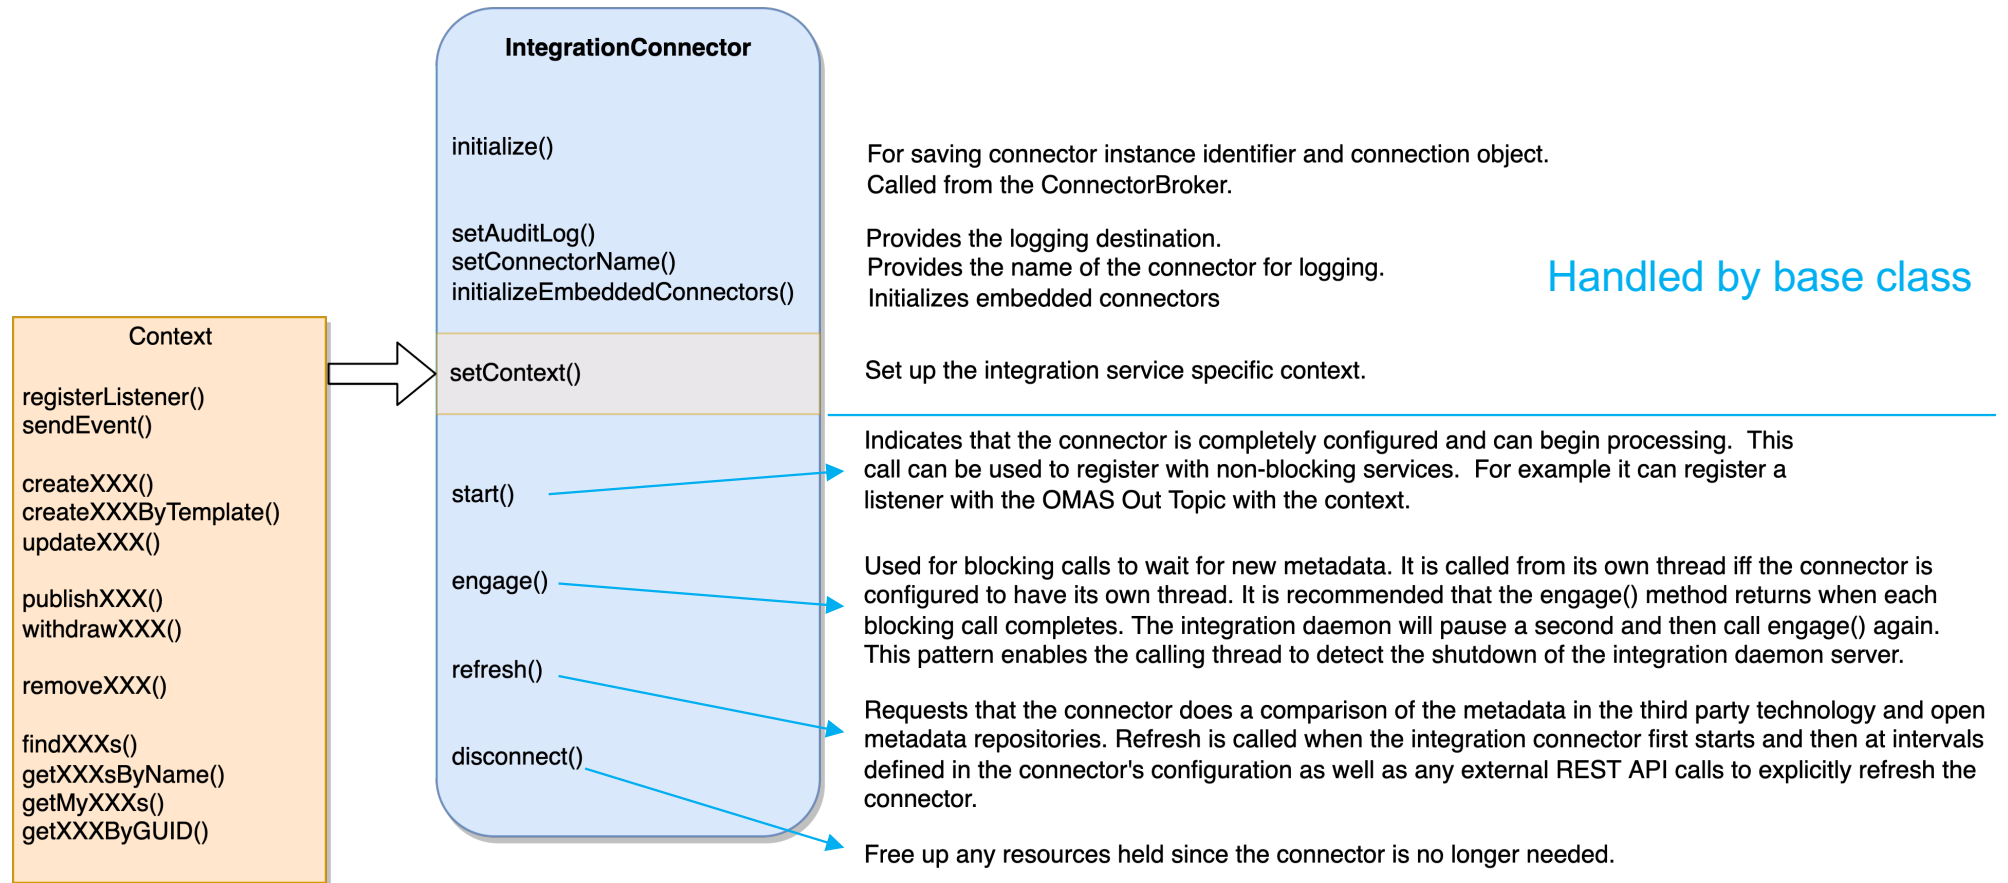 IntegrationConnector
initialize()
For saving connector instance identifier and connection object.
Called from the ConnectorBroker.
setAuditLog()
Provides the logging destination.
setConnectorName()
Provides the name of the connector for logging.
initializeEmbeddedConnectors()
Initializes embedded connectors
Handled by base class
setContext()
Set up the integration service specific context.
Context
registerListener()
sendEvent()
createXXX()
createXXXByTemplate()
updateXXX()
publishXXX()
withdrawXXX()
removeXXX()
findXXXs()
getXXXsByName()
getMyXXXs()
getXXXByGUID()
start()
Indicates that the connector is completely configured and can begin processing.  This
call can be used to register with non-blocking services.  For example it can register a
listener with the OMAS Out Topic with the context.
engage()
Used for blocking calls to wait for new metadata. It is called from its own thread iff the connector is
configured to have its own thread. It is recommended that the engage() method returns when each
blocking call completes. The integration daemon will pause a second and then call engage() again.
This pattern enables the calling thread to detect the shutdown of the integration daemon server.
refresh()
Requests that the connector does a comparison of the metadata in the third party technology and open
metadata repositories. Refresh is called when the integration connector first starts and then at intervals
defined in the connector's configuration as well as any external REST API calls to explicitly refresh the
connector.
disconnect()
Free up any resources held since the connector is no longer needed.